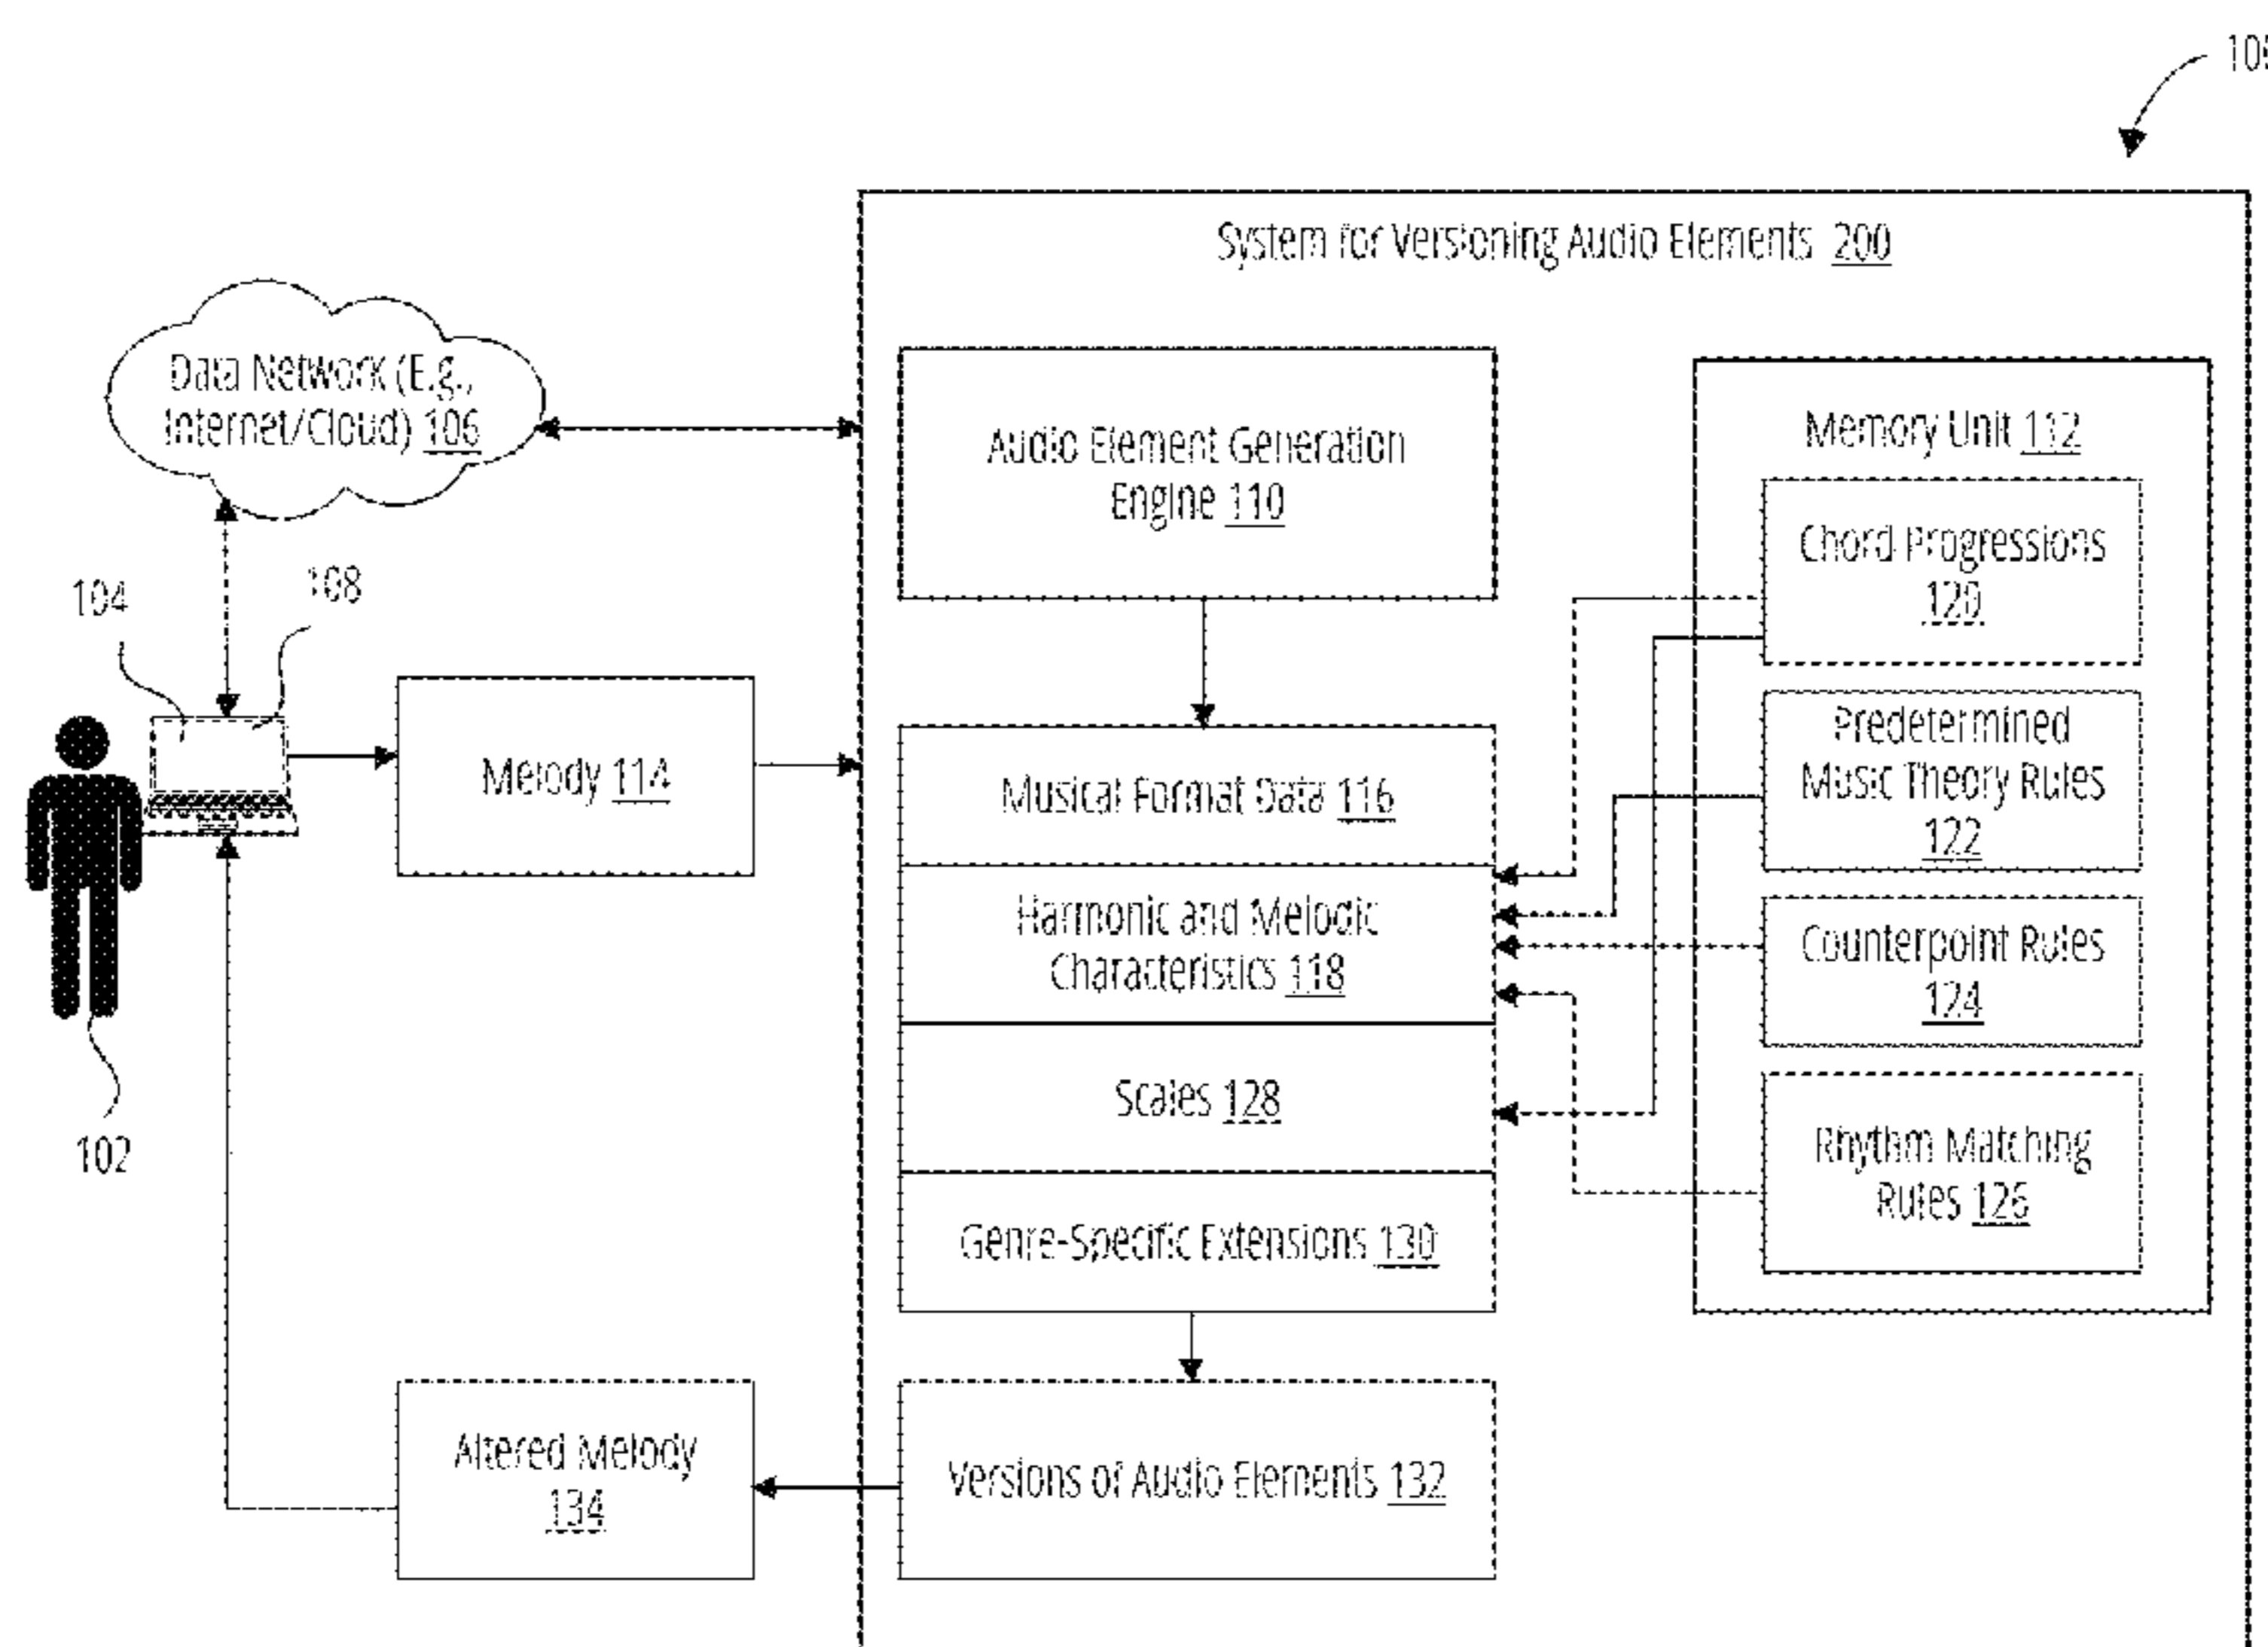 System for Versioning Audio Elements 200
Data Network (E.g.,
Internet/Cloud) 106
Audio Element Generation
Engine 110
Memory Unit 112
Chord Progressions
120
104
108
Melody 114
Musical Format Data 116
Predetermined
Music Theory Rules
122
Harmonic and Melodic
Characteristics 118
Counterpoint Rules
124
Scales 128
102
Rhythm Matching
Rules 126
Genre-Specific Extensions 130
Altered Melody
134
Versions of Audio Elements 132